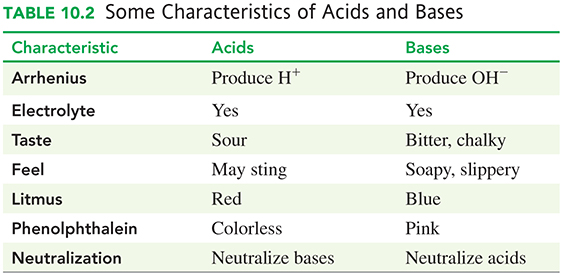 TABLE 10.2 Some Characteristics of Acids and Bases
Characteristic Acids Bases
Arrhenius Produce H⁺ Produce OH⁻
Electrolyte Yes Yes
Taste Sour Bitter, chalky
Feel May sting Soapy, slippery
Litmus Red Blue
Phenolphthalein Colorless Pink
Neutralization Neutralize bases Neutralize acids